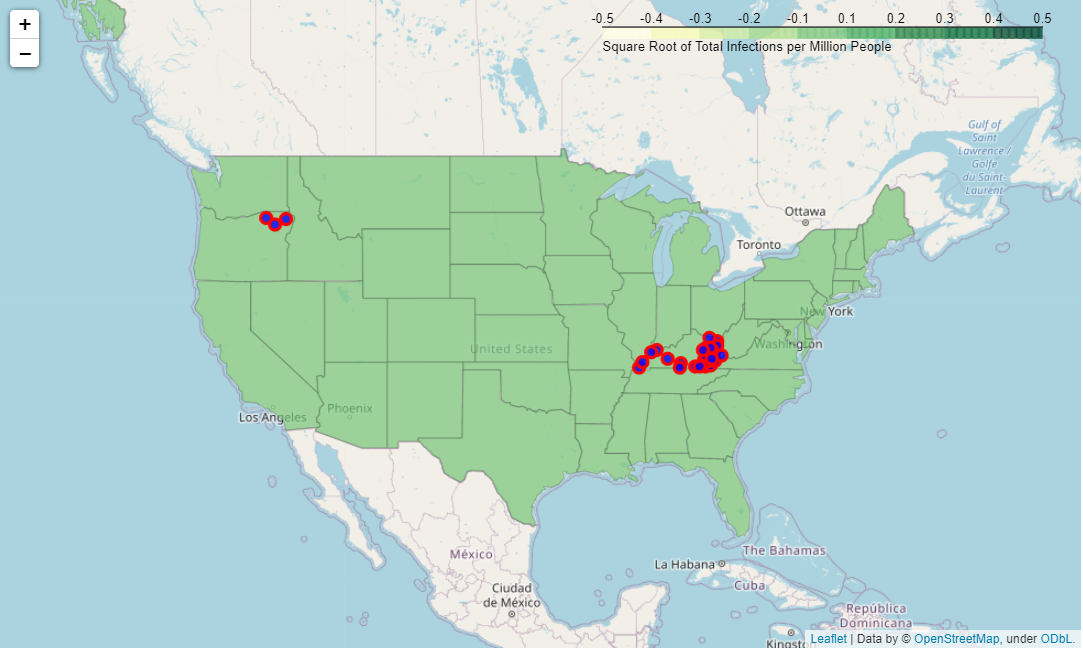 +
−
-0.5 -0.4 -0.3 -0.2 -0.1 0.1 0.2 0.3 0.4 0.5
Square Root of Total Infections per Million People
Gulf of
Saint
Lawrence /
Golfe
du Saint-
Laurent
Ottawa
Toronto
New York
Washington
United States
Los Angeles
Phoenix
México
Ciudad
de México
La Habana
The Bahamas
Cuba
República
Dominicana
Kingston
Leaflet | Data by © OpenStreetMap, under ODbL.